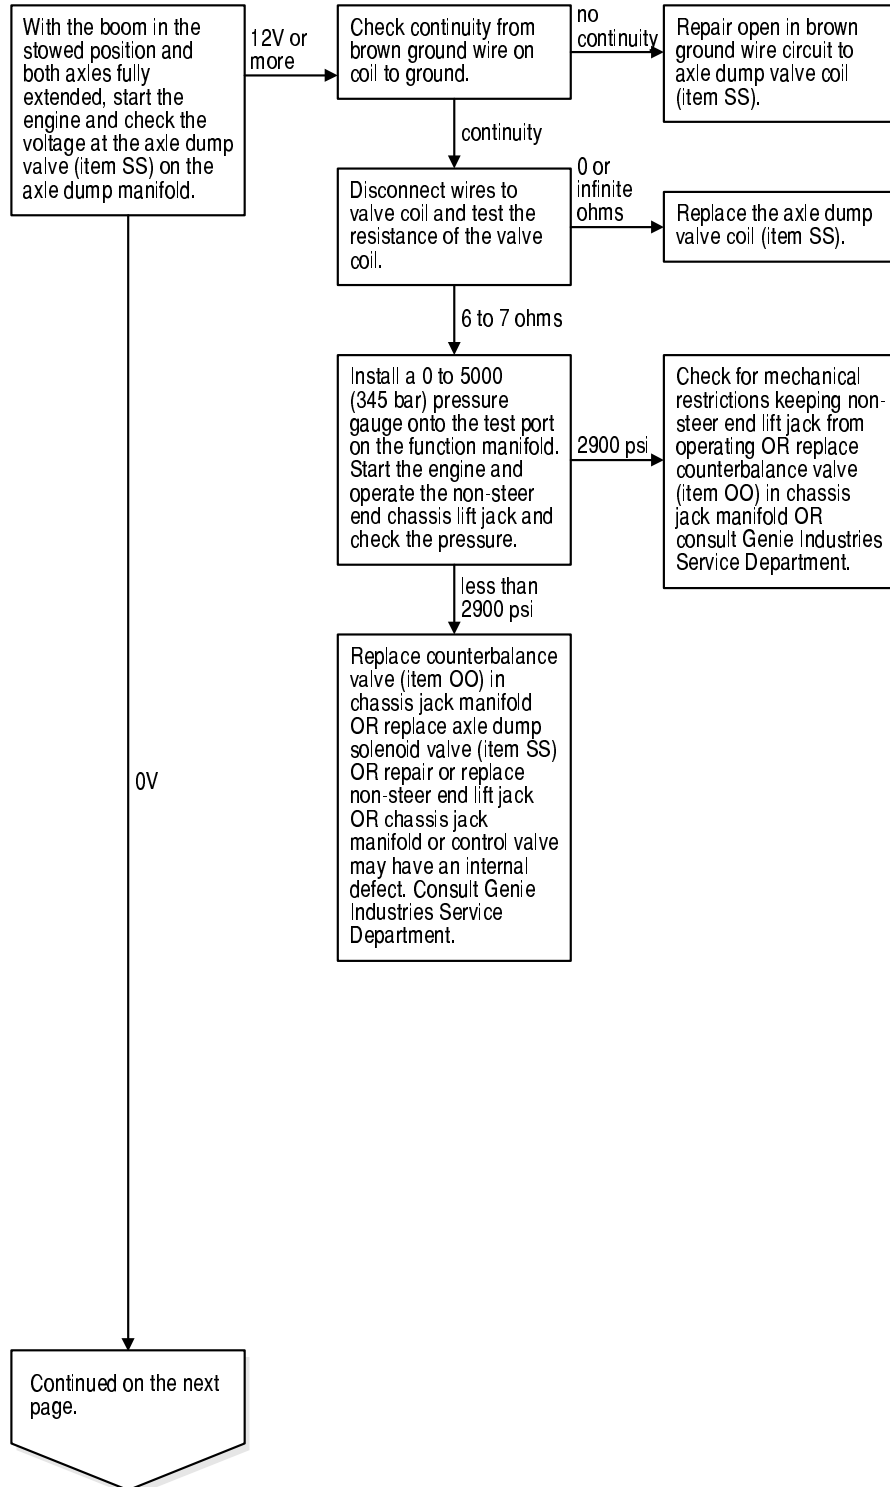 With the boom in the
stowed position and
both axles fully
extended, start the
engine and check the
voltage at the axle dump
valve (item SS) on the
axle dump manifold.
12V or
more
Check continuity from
brown ground wire on
coil to ground.
no
continuity
Repair open in brown
ground wire circuit to
axle dump valve coil
(item SS).
continuity
Disconnect wires to
valve coil and test the
resistance of the valve
coil.
0 or
infinite
ohms
Replace the axle dump
valve coil (item SS).
6 to 7 ohms
Install a 0 to 5000
(345 bar) pressure
gauge onto the test port
on the function manifold.
Start the engine and
operate the non-steer
end chassis lift jack and
check the pressure.
2900 psi
Check for mechanical
restrictions keeping non-
steer end lift jack from
operating OR replace
counterbalance valve
(item OO) in chassis
jack manifold OR
consult Genie Industries
Service Department.
less than
2900 psi
Replace counterbalance
valve (item OO) in
chassis jack manifold
OR replace axle dump
solenoid valve (item SS)
OR repair or replace
non-steer end lift jack
OR chassis jack
manifold or control valve
may have an internal
defect. Consult Genie
Industries Service
Department.
0V
Continued on the next
page.